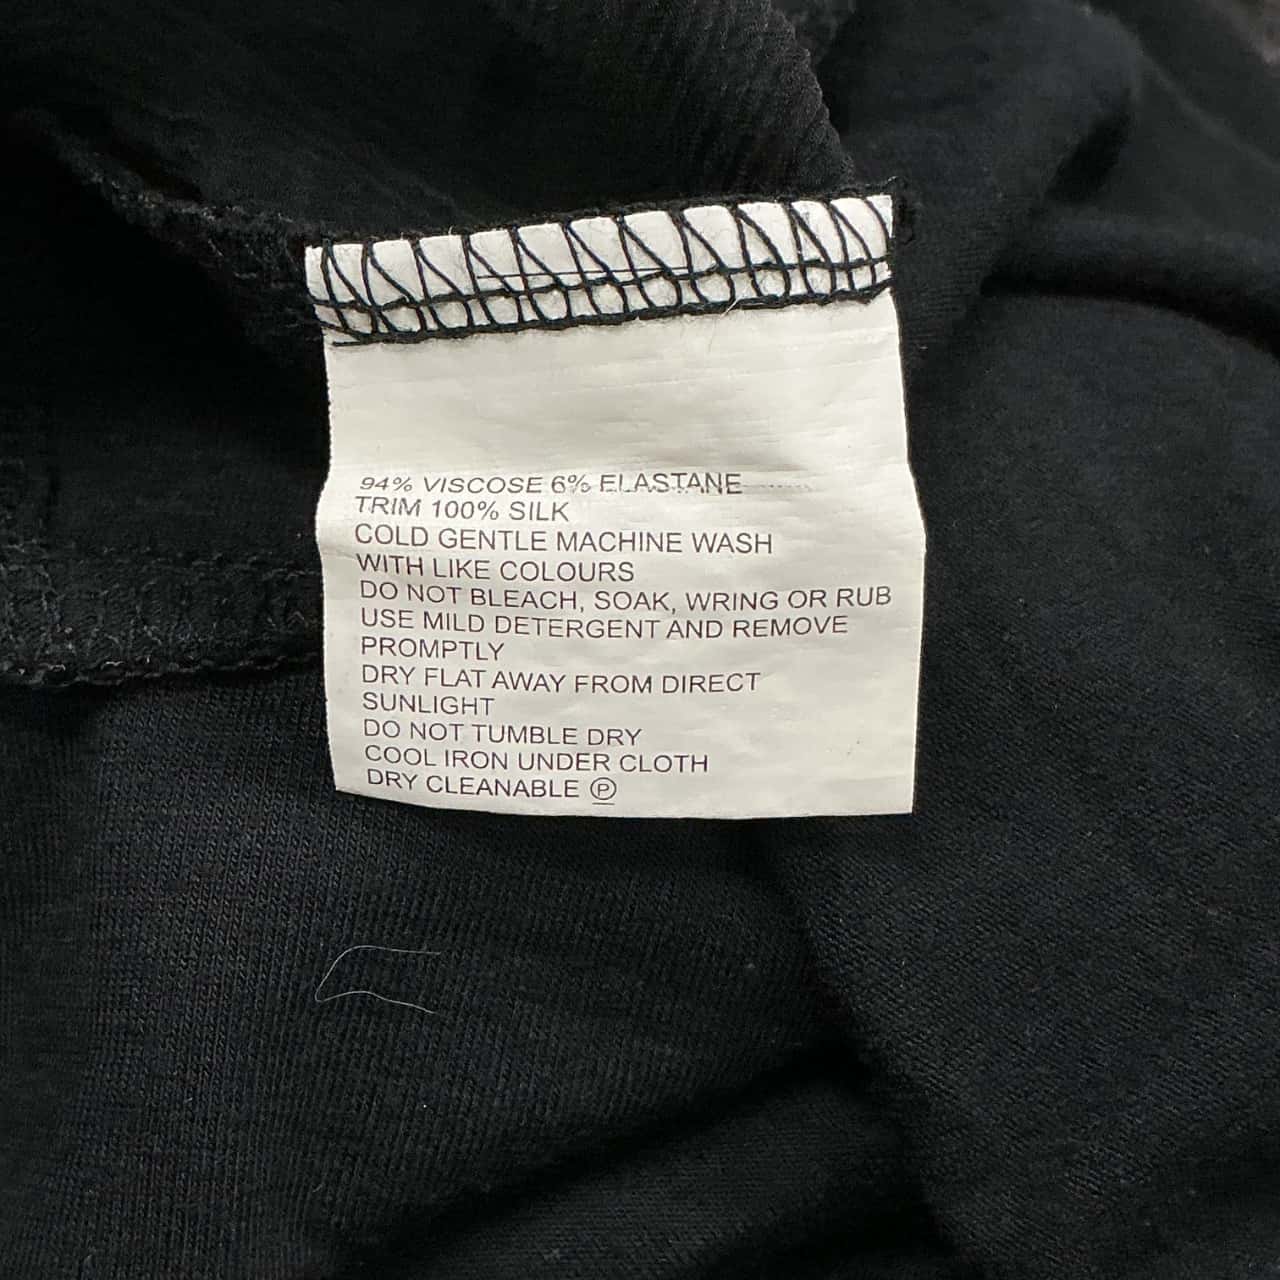 94% VISCOSE 6% ELASTANE
TRIM 100% SILK
COLD GENTLE MACHINE WASH
WITH LIKE COLOURS
DO NOT BLEACH, SOAK, WRING OR RUB
USE MILD DETERGENT AND REMOVE
PROMPTLY
DRY FLAT AWAY FROM DIRECT
SUNLIGHT
DO NOT TUMBLE DRY
COOL IRON UNDER CLOTH
DRY CLEANABLE Ⓟ